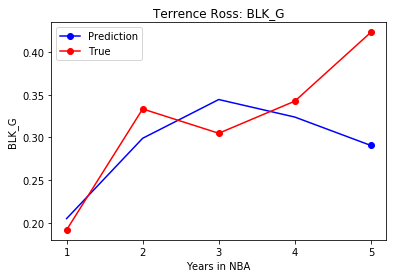 Terrence Ross: BLK_G
Prediction
True
BLK_G
0.40
0.35
0.30
0.25
0.20
1
2
3
4
5
Years in NBA